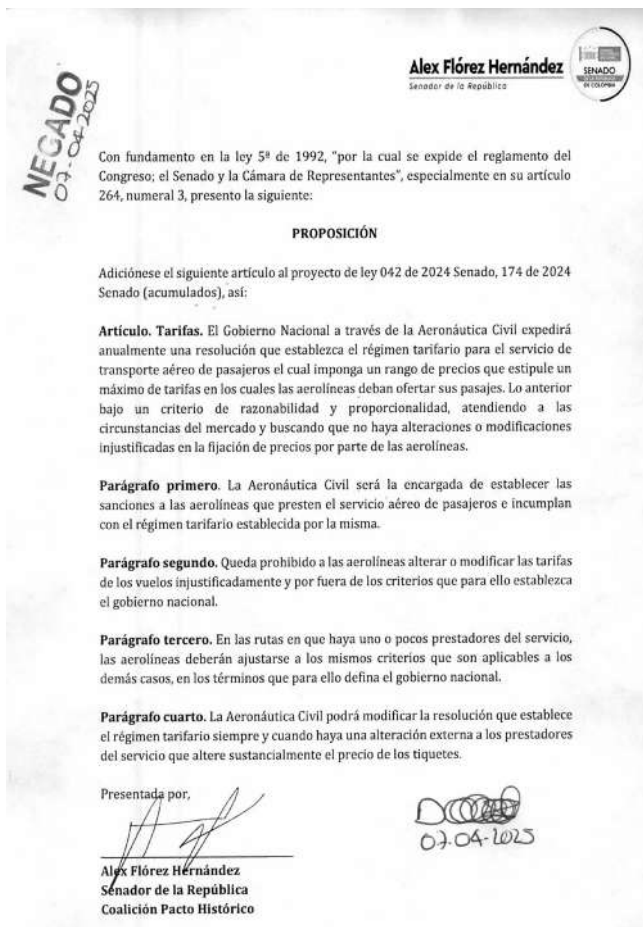 NEGADO
07-04-2025
Alex Flórez Hernández
Senador de la República
SENADO
DE LA REPÚBLICA
DE COLOMBIA
Con fundamento en la ley 5ª de 1992, "por la cual se expide el reglamento del
Congreso; el Senado y la Cámara de Representantes", especialmente en su artículo
264, numeral 3, presento la siguiente:
PROPOSICIÓN
Adiciónese el siguiente artículo al proyecto de ley 042 de 2024 Senado, 174 de 2024
Senado (acumulados), así:
Artículo. Tarifas. El Gobierno Nacional a través de la Aeronáutica Civil expedirá
anualmente una resolución que establezca el régimen tarifario para el servicio de
transporte aéreo de pasajeros el cual imponga un rango de precios que estipule un
máximo de tarifas en los cuales las aerolíneas deban ofertar sus pasajes. Lo anterior
bajo un criterio de razonabilidad y proporcionalidad, atendiendo a las
circunstancias del mercado y buscando que no haya alteraciones o modificaciones
injustificadas en la fijación de precios por parte de las aerolíneas.
Parágrafo primero. La Aeronáutica Civil será la encargada de establecer las
sanciones a las aerolíneas que presten el servicio aéreo de pasajeros e incumplan
con el régimen tarifario establecida por la misma.
Parágrafo segundo. Queda prohibido a las aerolíneas alterar o modificar las tarifas
de los vuelos injustificadamente y por fuera de los criterios que para ello establezca
el gobierno nacional.
Parágrafo tercero. En las rutas en que haya uno o pocos prestadores del servicio,
las aerolíneas deberán ajustarse a los mismos criterios que son aplicables a los
demás casos, en los términos que para ello defina el gobierno nacional.
Parágrafo cuarto. La Aeronáutica Civil podrá modificar la resolución que establece
el régimen tarifario siempre y cuando haya una alteración externa a los prestadores
del servicio que altere sustancialmente el precio de los tiquetes.
Presentada por,
07-04-2025
Alex Flórez Hernández
Senador de la República
Coalición Pacto Histórico